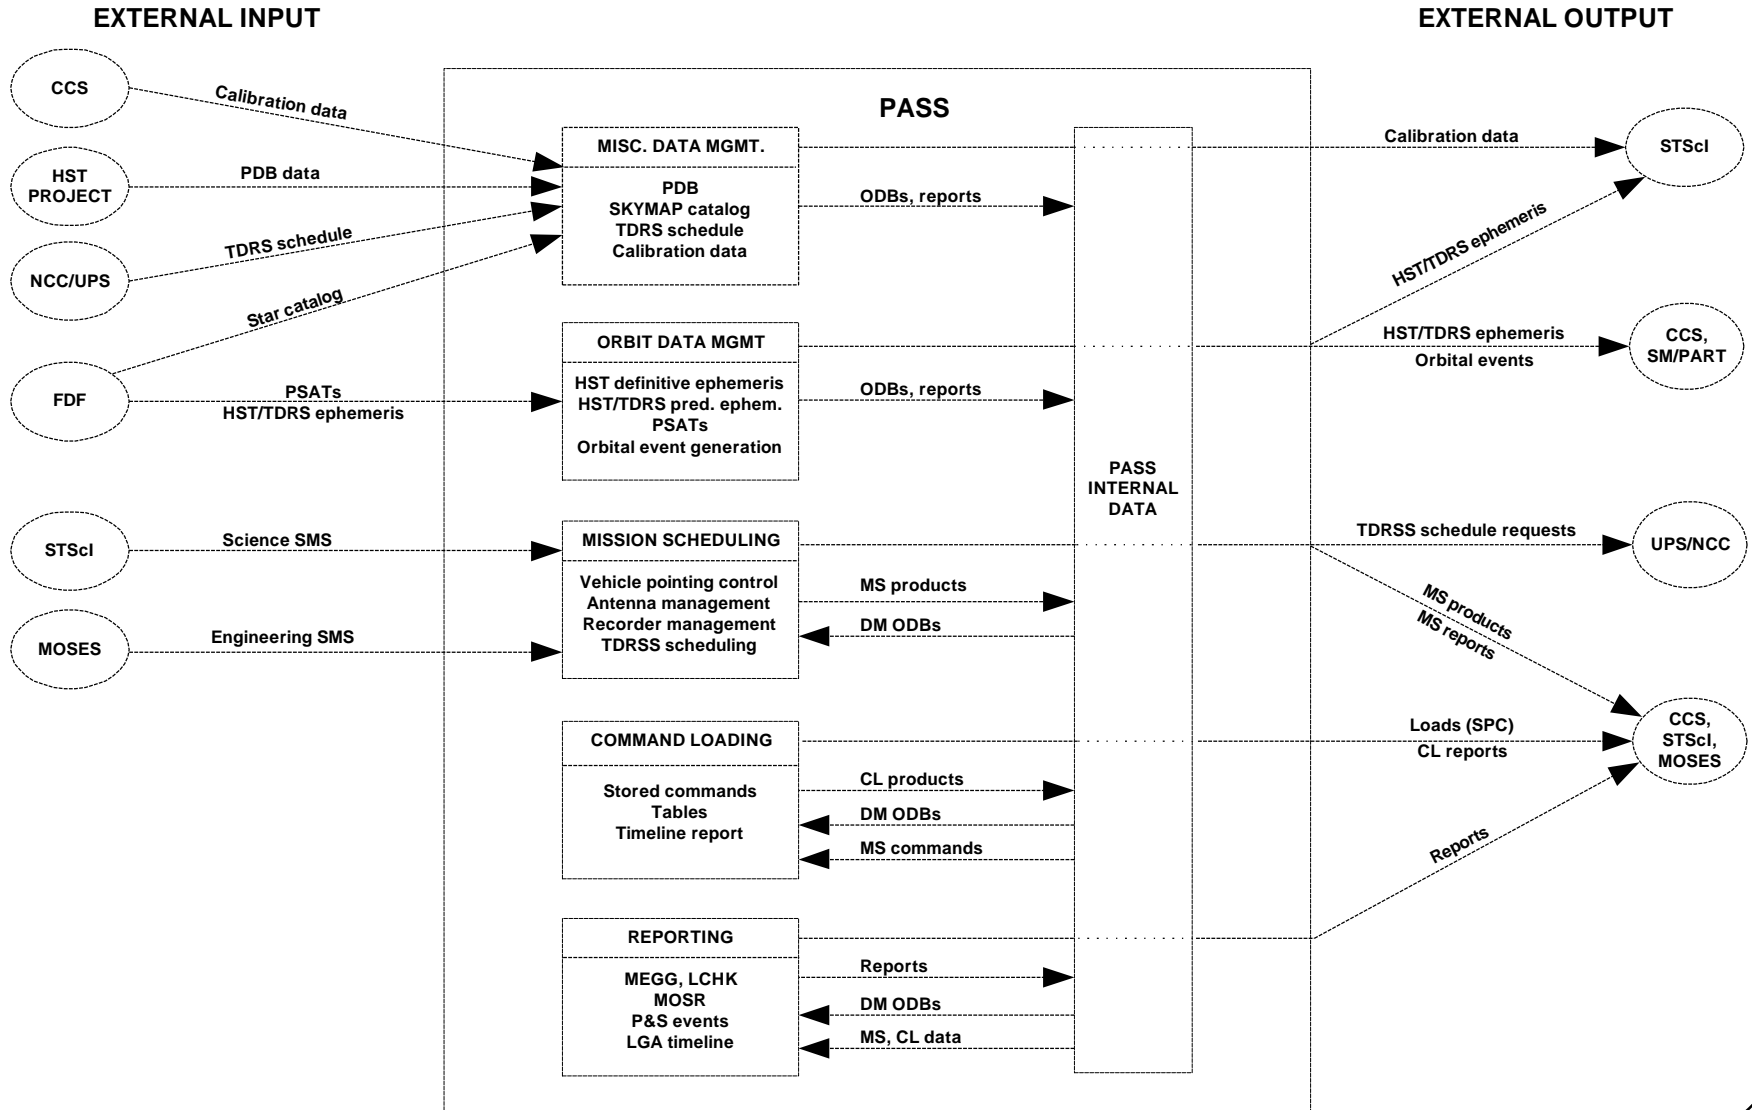 EXTERNAL INPUT
EXTERNAL OUTPUT
CCS
HST
PROJECT
NCC/UPS
FDF
STScI
MOSES
Calibration data
PDB data
TDRS schedule
Star catalog
PSATs
HST/TDRS ephemeris
Science SMS
Engineering SMS
PASS
MISC. DATA MGMT.
PDB
SKYMAP catalog
TDRS schedule
Calibration data
ODBs, reports
ORBIT DATA MGMT
HST definitive ephemeris
HST/TDRS pred. ephem.
PSATs
Orbital event generation
ODBs, reports
MISSION SCHEDULING
Vehicle pointing control
Antenna management
Recorder management
TDRSS scheduling
MS products
DM ODBs
COMMAND LOADING
Stored commands
Tables
Timeline report
CL products
DM ODBs
MS commands
REPORTING
MEGG, LCHK
MOSR
P&S events
LGA timeline
Reports
DM ODBs
MS, CL data
PASS
INTERNAL
DATA
Calibration data
HST/TDRS ephemeris
HST/TDRS ephemeris
Orbital events
TDRSS schedule requests
MS products
MS reports
Loads (SPC)
CL reports
Reports
STScI
CCS,
SM/PART
UPS/NCC
CCS,
STScI,
MOSES